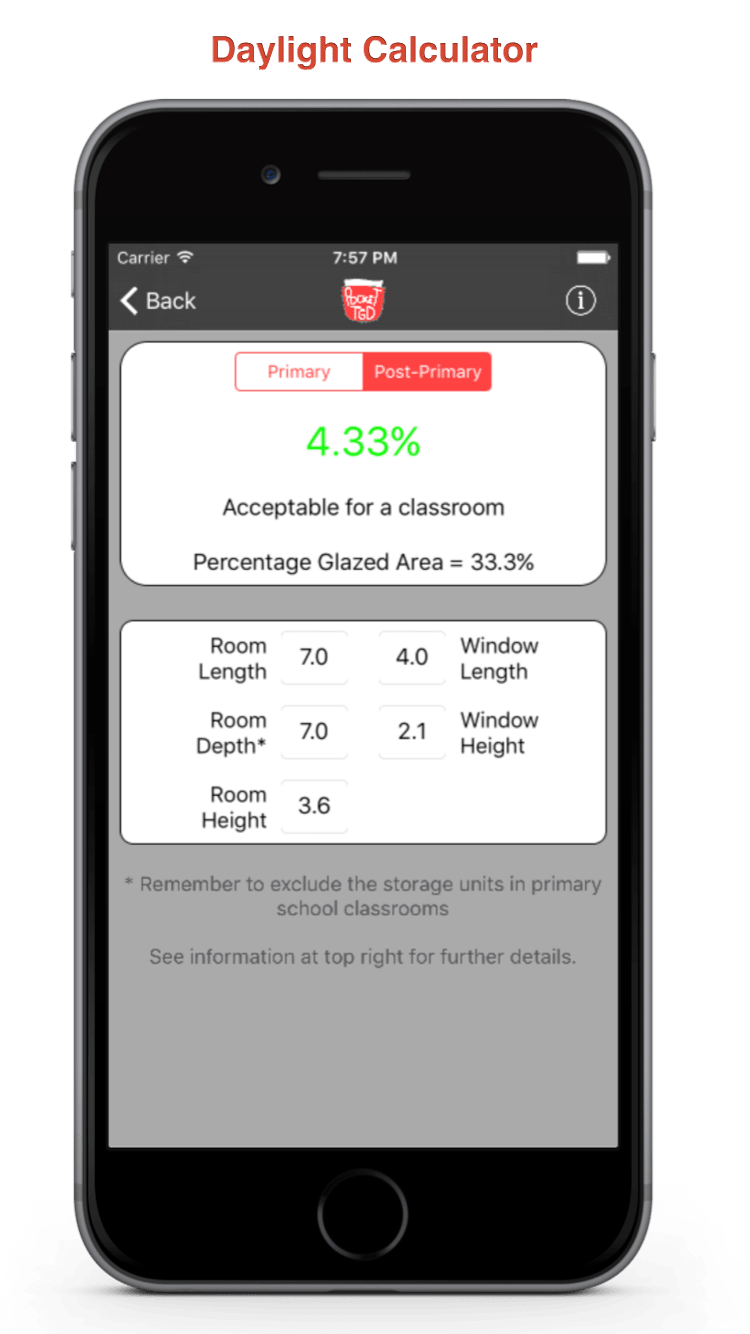 Daylight Calculator
Carrier
7:57 PM
Back
Pocket
TGD
i
Primary
Post-Primary
4.33%
Acceptable for a classroom
Percentage Glazed Area = 33.3%
Room
Length
7.0
4.0
Window
Length
Room
Depth*
7.0
2.1
Window
Height
Room
Height
3.6
* Remember to exclude the storage units in primary
school classrooms
See information at top right for further details.